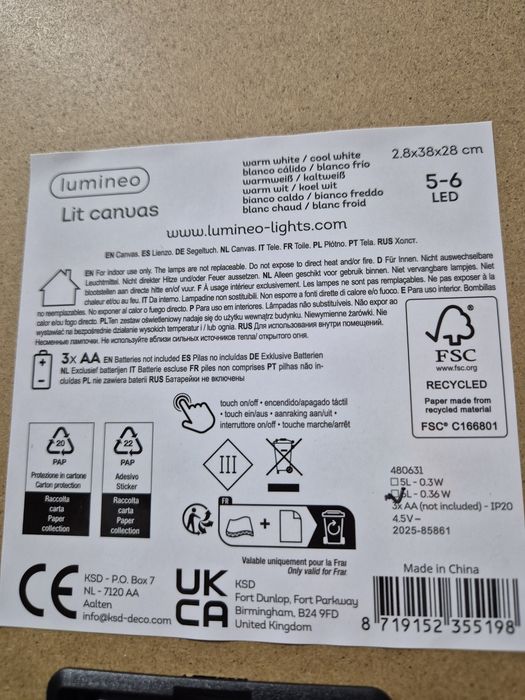 lumineo
Lit canvas
warm white / cool white
blanco cálido / blanco frío
warmweiß / kaltweiß
warm wit / koel wit
bianco caldo / bianco freddo
blanc chaud / blanc froid
2.8x38x28 cm
5-6
LED
www.lumineo-lights.com
EN Canvas. ES Lienzo. DE Segeltuch. NL Canvas. IT Tele. FR Toile. PL Płótno. PT Tela. RUS Холст.
EN For indoor use only. The lamps are not replaceable. Do not expose to direct heat and/or fire. D Für Innen. Nicht auswechselbare
Leuchtmittel. Nicht direkter Hitze und/oder Feuer aussetzen. NL Alleen geschikt voor gebruik binnen. Niet vervangbare lampjes. Niet
blootstellen aan directe hitte en/of vuur. F A usage intérieur exclusivement. Les lampes ne sont pas remplaçables. Ne pas exposer à la
chaleur et/ou au feu. IT Da interno. Lampadine non sostituibili. Non esporre a fonti dirette di calore e/o fuoco. E Para uso interior. Bombillas
no reemplazables. No exponer al calor o fuego directo. P Para uso em interiores. Lâmpadas não substituíveis. Não expor ao
calor e/ou fogo directo. PL Ten zestaw oświetleniowy nadaje się do użytku wewnątrz budynku. Niewymienne żarówki. Nie
wystawiać na bezpośrednie działanie wysokich temperatur i / lub ognia. RUS Для использования внутри помещений.
Несменные лампочки. Не используйте вблизи сильных источников тепла/ открытого огня.
3x AA EN Batteries not included ES Pilas no incluídas DE Exklusive Batterien
NL Exclusief batterijen IT Batterie escluse FR piles non comprises PT pilhas não in-
cluídas PL nie zawiera baterii RUS Батарейки не включены
FSC
www.fsc.org
RECYCLED
Paper made from
recycled material
FSC® C166801
touch on/off • encendido/apagado táctil
• touch ein/aus • aanraking aan/uit •
interruttore on/off • touche marche/arrêt
20
PAP
Protezione in cartone
Carton protection
Raccolta
carta
Paper
collection
22
PAP
Adesivo
Sticker
Raccolta
carta
Paper
collection
III
FR
+
Valable uniquement pour la Fran
Only valid for Fran
480631
5L - 0.3W
6L - 0.36 W
3x AA (not included) - IP20
4.5V
2025-85861
Made in China
CE
KSD - P.O. Box 7
NL - 7120 AA
Aalten
info@ksd-deco.com
UK
CA
KSD
Fort Dunlop, Fort Parkway
Birmingham, B24 9FD
United Kingdom
8 719152 355198